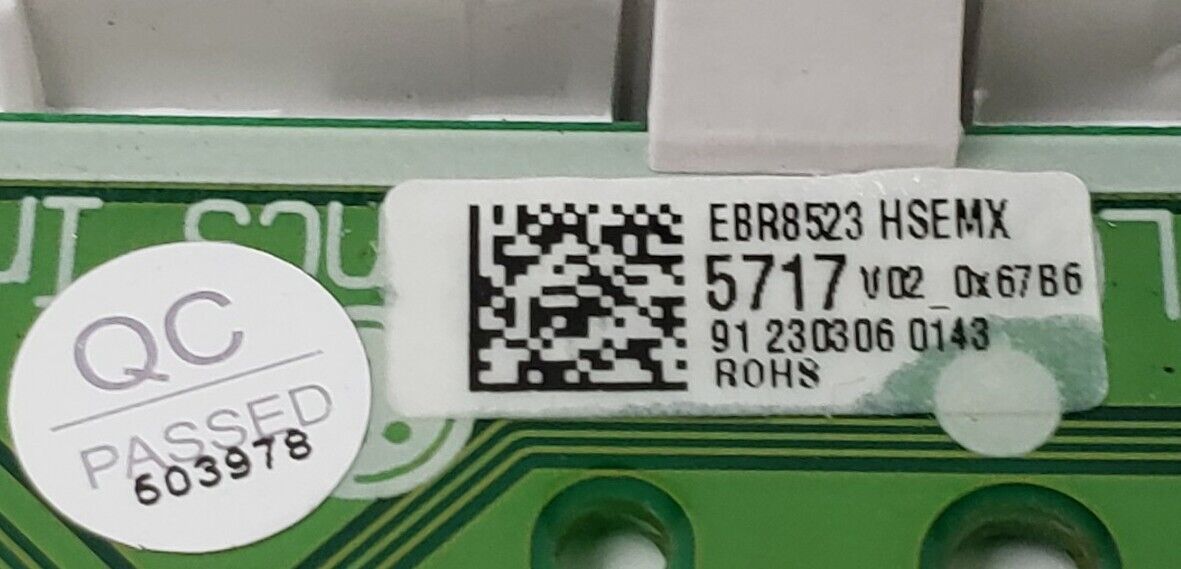 EBR8523 HSEMX
5717 V02_0x67B6
91 230306 0143
ROHS
QC
PASSED
603978